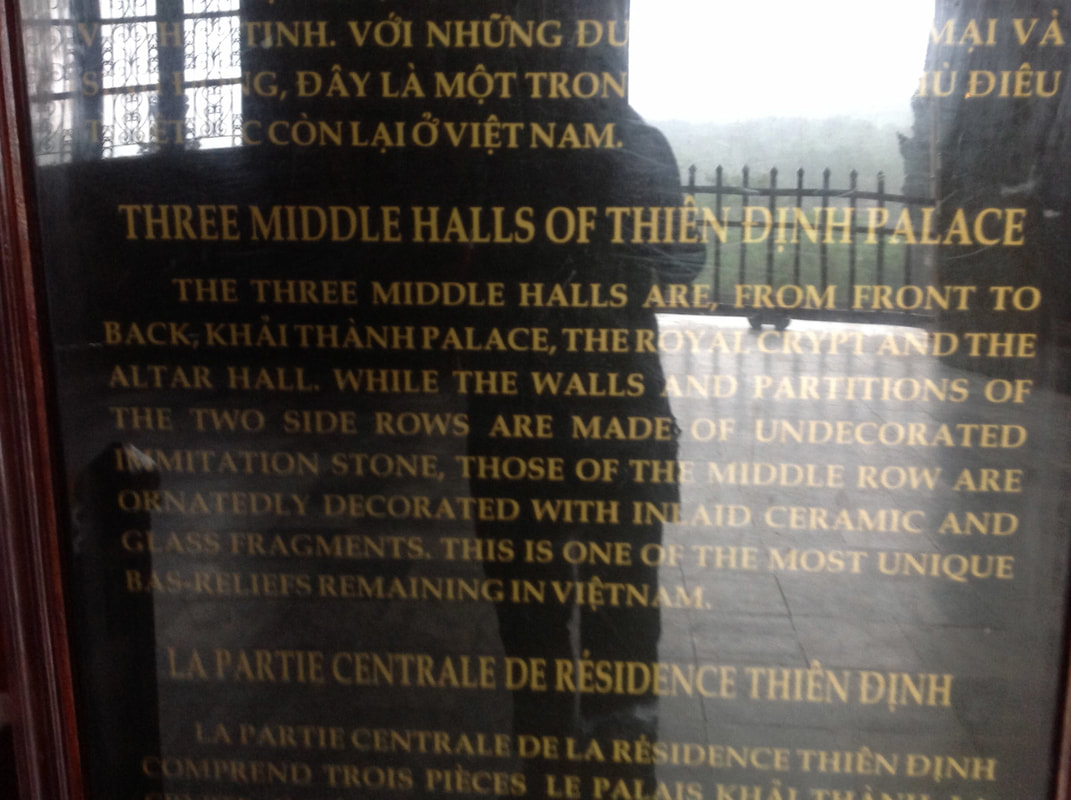 TINH. VỚI NHỮNG MẠI VÀ
ĐÂY LÀ MỘT ĐIÊU
CÒN LẠI Ở VIỆT NAM.
THREE MIDDLE HALLS OF THIÊN ĐỊNH PALACE
THE THREE MIDDLE HALLS ARE, FROM FRONT TO
BACK, KHẢI THÀNH PALACE, THE ROYAL CRYPT AND THE
ALTAR HALL. WHILE THE WALLS AND PARTITIONS OF
THE TWO SIDE ROWS ARE MADE OF UNDECORATED
IMMITATION STONE, THOSE OF THE MIDDLE ROW ARE
ORNATEDLY DECORATED WITH INLAID CERAMIC AND
GLASS FRAGMENTS. THIS IS ONE OF THE MOST UNIQUE
BAS-RELIEFS REMAINING IN VIỆTNAM.
LA PARTIE CENTRALE DE RÉSIDENCE THIÊN ĐỊNH
LA PARTIE CENTRALE DE LA RÉSIDENCE THIÊN ĐỊNH
COMPREND TROIS PIÈCES LE PALAIS KHẢI THÀNH